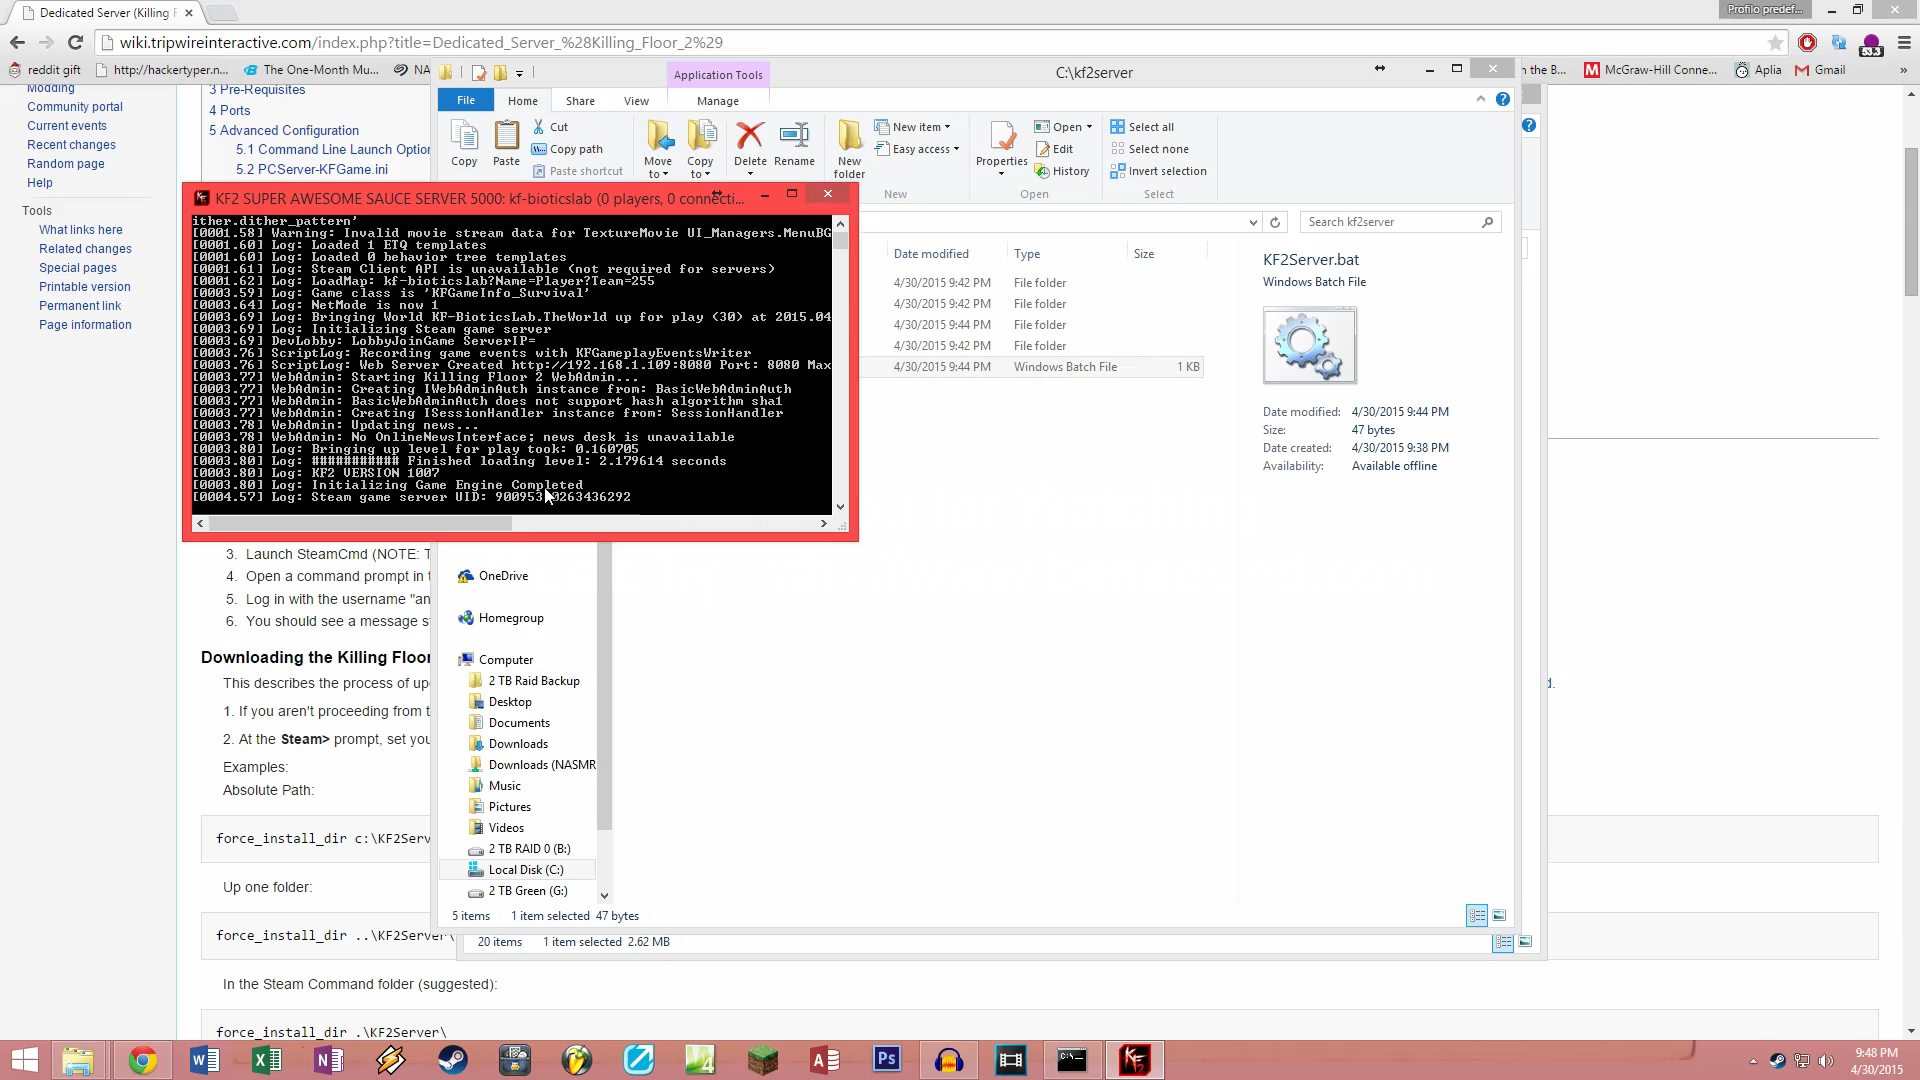 Dedicated Server (Killing F
Profilo predef...
wiki.tripwireinteractive.com/index.php?title=Dedicated_Server_%28Killing_Floor_2%29
reddit gift
http://hackertyper.n...
The One-Month Mu...
NA
n the B...
McGraw-Hill Conne...
Aplia
Gmail
»
Modding
Community portal
Current events
Recent changes
Random page
Help
Tools
What links here
Related changes
Special pages
Printable version
Permanent link
Page information
3 Pre-Requisites
4 Ports
5 Advanced Configuration
5.1 Command Line Launch Option
5.2 PCServer-KFGame.ini
Application Tools
C:\kf2server
File
Home
Share
View
Manage
Copy
Paste
Cut
Copy path
Paste shortcut
Move to
Copy to
Delete
Rename
New folder
New item
Easy access
New
Properties
Open
Edit
History
Open
Select all
Select none
Invert selection
Select
Search kf2server
KF2 SUPER AWESOME SAUCE SERVER 5000: kf-bioticslab (0 players, 0 connecti...
ither.dither_pattern'
[0001.58] Warning: Invalid movie stream data for TextureMovie UI_Managers.MenuBG
[0001.60] Log: Loaded 1 ETQ templates
[0001.60] Log: Loaded 0 behavior tree templates
[0001.61] Log: Steam Client API is unavailable (not required for servers)
[0001.62] Log: LoadMap: kf-bioticslab?Name=Player?Team=255
[0003.59] Log: Game class is 'KFGameInfo_Survival'
[0003.64] Log: NetMode is now 1
[0003.69] Log: Bringing World KF-BioticsLab.TheWorld up for play (30) at 2015.04
[0003.69] Log: Initializing Steam game server
[0003.69] DevLobby: LobbyJoinGame ServerIP=
[0003.76] ScriptLog: Recording game events with KFGameplayEventsWriter
[0003.76] ScriptLog: Web Server Created http://192.168.1.109:8080 Port: 8080 Max
[0003.77] WebAdmin: Starting Killing Floor 2 WebAdmin...
[0003.77] WebAdmin: Creating IWebAdminAuth instance from: BasicWebAdminAuth
[0003.77] WebAdmin: BasicWebAdminAuth does not support hash algorithm sha1
[0003.77] WebAdmin: Creating ISessionHandler instance from: SessionHandler
[0003.78] WebAdmin: Updating news...
[0003.78] WebAdmin: No OnlineNewsInterface; news desk is unavailable
[0003.80] Log: Bringing up level for play took: 0.160705
[0003.80] Log: ########### Finished loading level: 2.179614 seconds
[0003.80] Log: KF2 VERSION 1007
[0003.80] Log: Initializing Game Engine Completed
[0004.57] Log: Steam game server UID:
Date modified
Type
Size
4/30/2015 9:42 PM File folder
4/30/2015 9:42 PM File folder
4/30/2015 9:44 PM File folder
4/30/2015 9:42 PM File folder
4/30/2015 9:44 PM Windows Batch File 1 KB
KF2Server.bat
Windows Batch File
Date modified: 4/30/2015 9:44 PM
Size: 47 bytes
Date created: 4/30/2015 9:38 PM
Availability: Available offline
3. Launch SteamCmd (NOTE: T
4. Open a command prompt in t
5. Log in with the username "an
6. You should see a message s
Downloading the Killing Floor
This describes the process of up
d.
1. If you aren't proceeding from t
2. At the Steam> prompt, set you
Examples:
Absolute Path:
force_install_dir c:\KF2Serv
Up one folder:
force_install_dir ..\KF2Server\
In the Steam Command folder (suggested):
force_install_dir .\KF2Server\
OneDrive
Homegroup
Computer
2 TB Raid Backup
Desktop
Documents
Downloads
Downloads (NASMR
Music
Pictures
Videos
2 TB RAID 0 (B:)
Local Disk (C:)
2 TB Green (G:)
5 items 1 item selected 47 bytes
20 items 1 item selected 2.62 MB
9:48 PM
4/30/2015